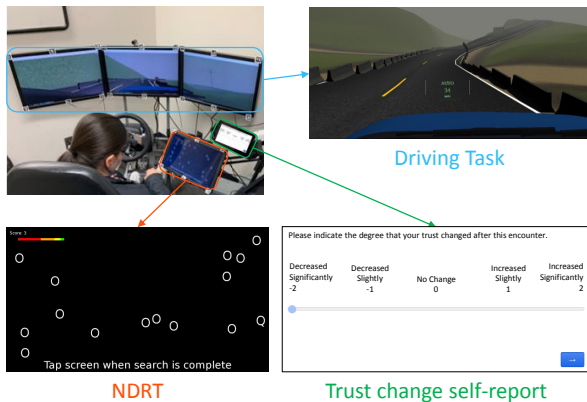 34
Driving Task
Score: 3
Tap screen when search is complete
NDRT
Please indicate the degree that your trust changed after this encounter.
Decreased Significantly -2
Decreased Slightly -1
No Change 0
Increased Slightly 1
Increased Significantly 2
→
Trust change self-report